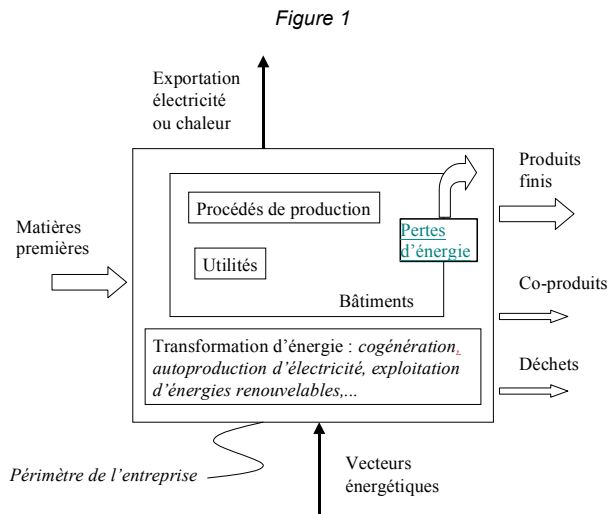 Figure 1
Exportation
électricité
ou chaleur
Produits
finis
Matières
premières
Procédés de production
Pertes
d’énergie
Utilités
Bâtiments
Co-produits
Transformation d’énergie : cogénération,
autoproduction d’électricité, exploitation
d’énergies renouvelables,...
Déchets
Périmètre de l’entreprise
Vecteurs
énergétiques